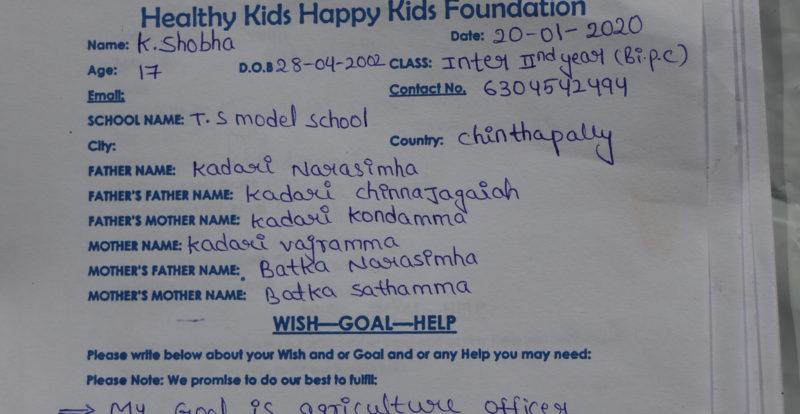 Healthy Kids Happy Kids Foundation
Name: K. Shobha Date: 20-01-2020
Age: 17 D.O.B 28-04-2002 CLASS: Inter IInd year (Bi.p.c)
Email: Contact No. 6304542494
SCHOOL NAME: T.S model school
City: Country: chinthapally
FATHER NAME: Kadari Narasimha
FATHER'S FATHER NAME: Kadari chinna Jagaiah
FATHER'S MOTHER NAME: Kadari kondamma
MOTHER NAME: Kadari vajramma
MOTHER'S FATHER NAME: Batka Narasimha
MOTHER'S MOTHER NAME: Batka sathamma
WISH—GOAL—HELP
Please write below about your Wish and or Goal and or any Help you may need:
Please Note: We promise to do our best to fulfil:
⇒ My Goal is agriculture officer